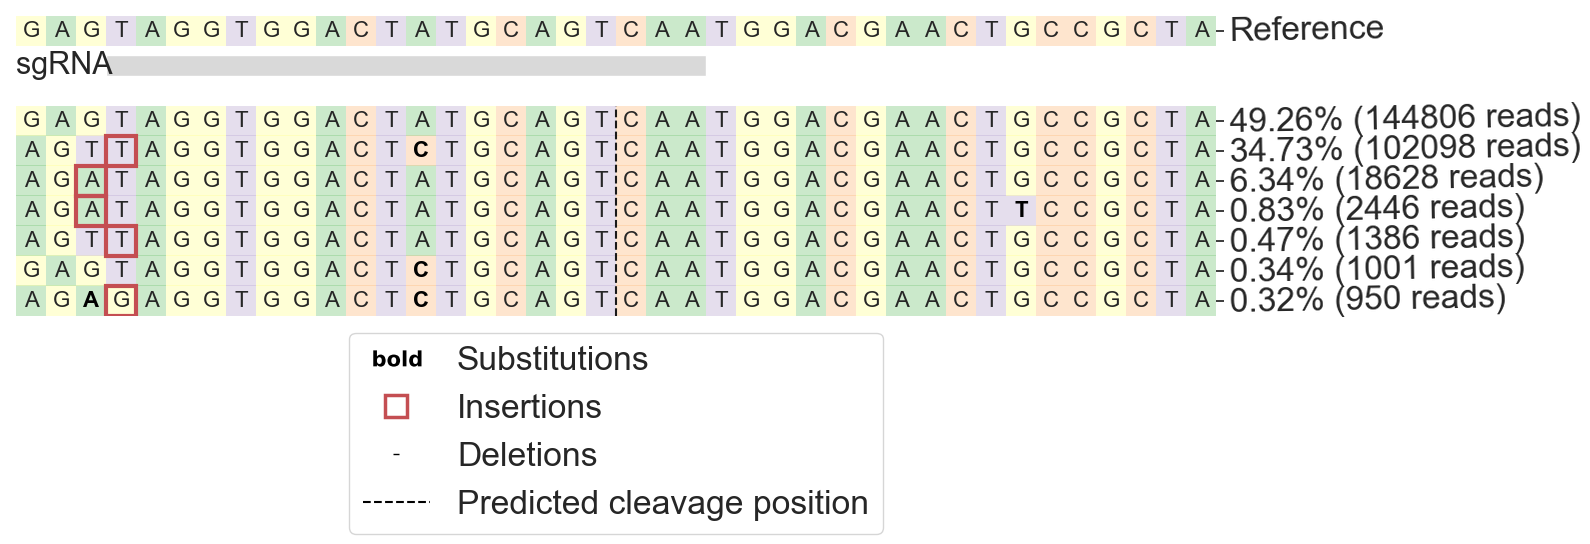 G A G T A G G T G G A C T A T G C A G T C A A T G G A C G A A C T G C C G C T A - Reference
sgRNA
G A G T A G G T G G A C T A T G C A G T C A A T G G A C G A A C T G C C G C T A - 49.26% (144806 reads)
A G T T A G G T G G A C T C T G C A G T C A A T G G A C G A A C T G C C G C T A - 34.73% (102098 reads)
A G A T A G G T G G A C T A T G C A G T C A A T G G A C G A A C T G C C G C T A - 6.34% (18628 reads)
A G A T A G G T G G A C T A T G C A G T C A A T G G A C G A A C T T C C G C T A - 0.83% (2446 reads)
A G T T A G G T G G A C T A T G C A G T C A A T G G A C G A A C T G C C G C T A - 0.47% (1386 reads)
G A G T A G G T G G A C T C T G C A G T C A A T G G A C G A A C T G C C G C T A - 0.34% (1001 reads)
A G A G A G G T G G A C T C T G C A G T C A A T G G A C G A A C T G C C G C T A - 0.32% (950 reads)
bold Substitutions
Insertions
- Deletions
Predicted cleavage position